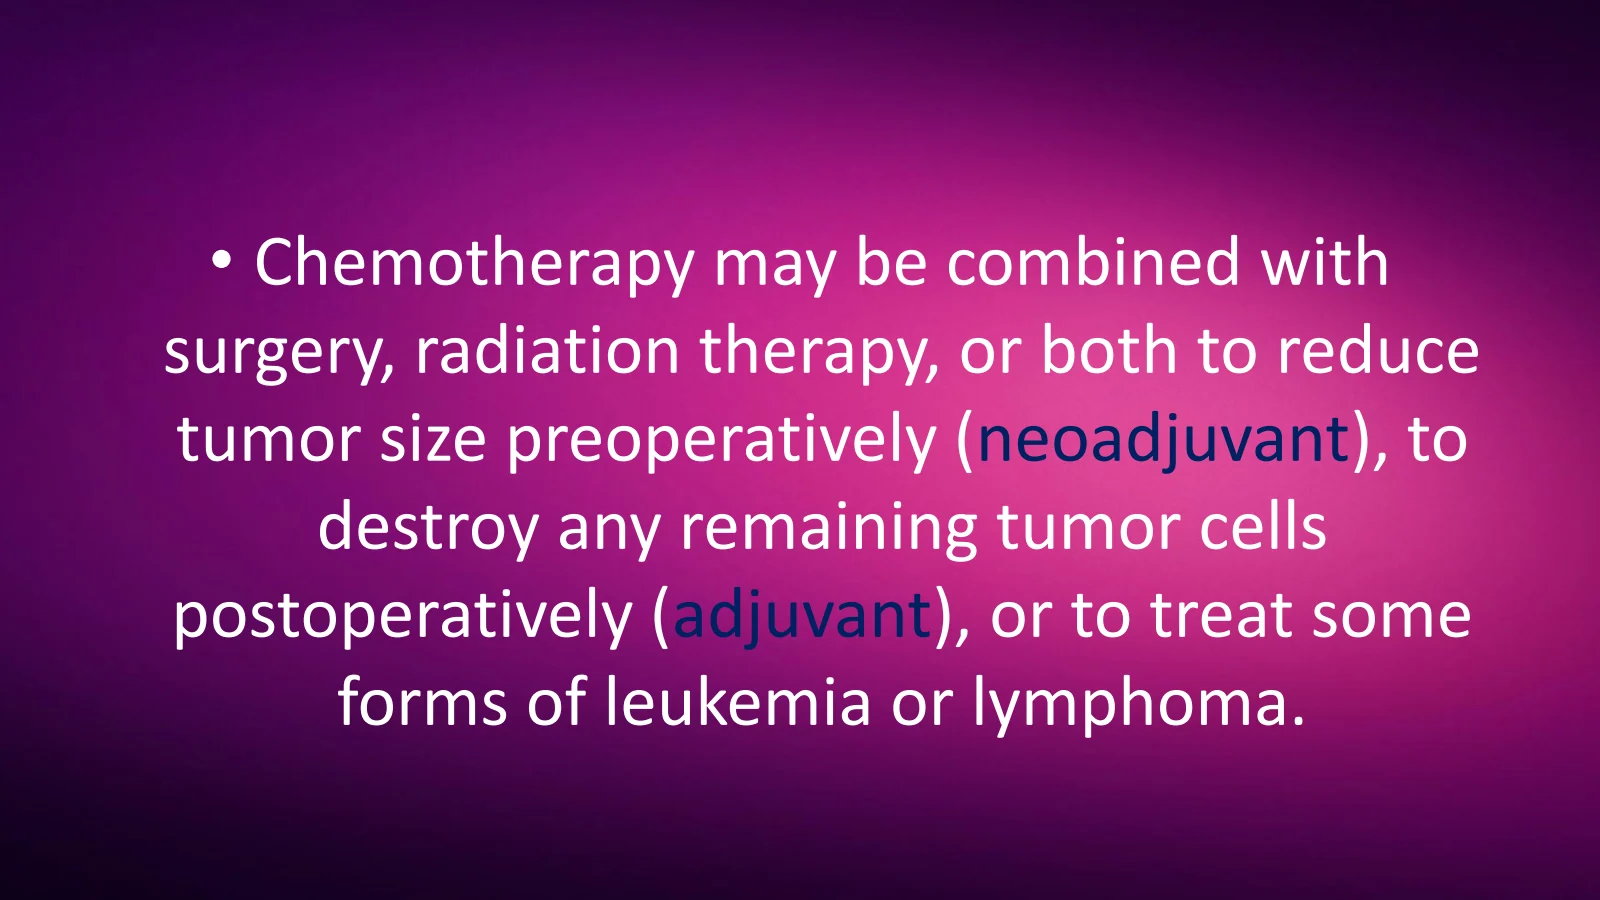 • Chemotherapy may be combined with
surgery, radiation therapy, or both to reduce
tumor size preoperatively (neoadjuvant), to
destroy any remaining tumor cells
postoperatively (adjuvant), or to treat some
forms of leukemia or lymphoma.